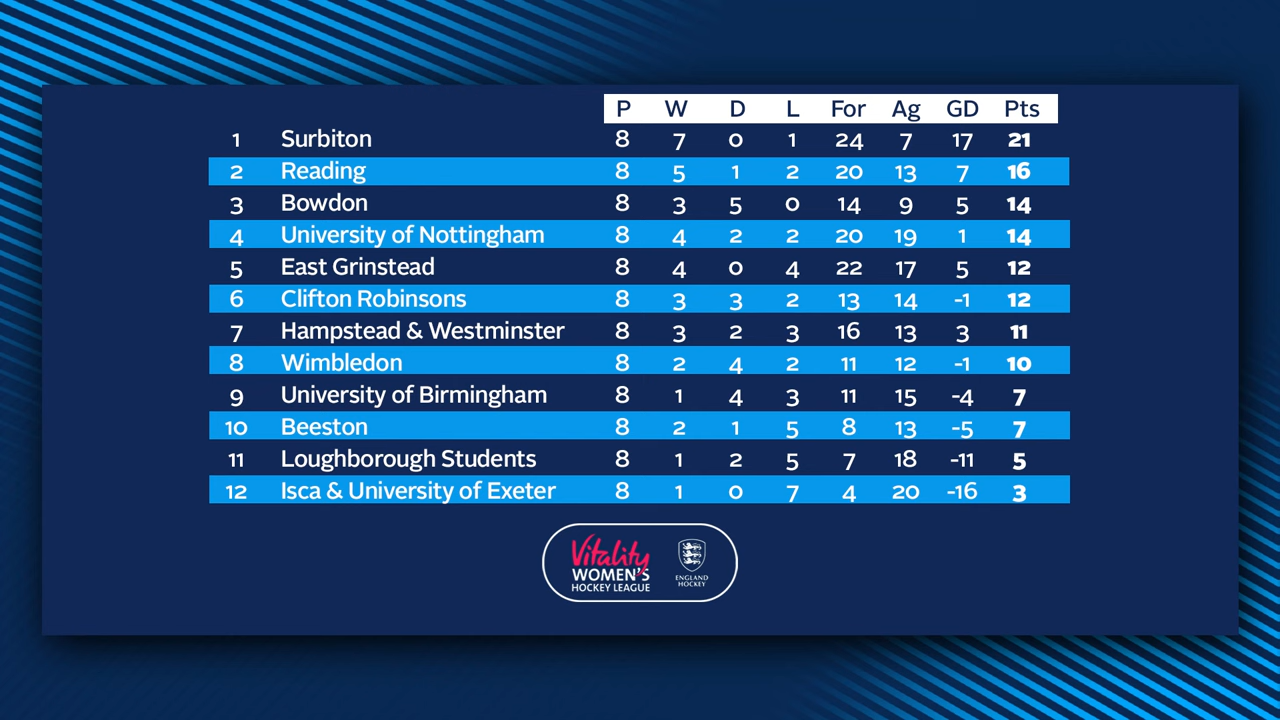 P W D L For Ag GD Pts
1 Surbiton 8 7 0 1 24 7 17 21
2 Reading 8 5 1 2 20 13 7 16
3 Bowdon 8 3 5 0 14 9 5 14
4 University of Nottingham 8 4 2 2 20 19 1 14
5 East Grinstead 8 4 0 4 22 17 5 12
6 Clifton Robinsons 8 3 3 2 13 14 -1 12
7 Hampstead & Westminster 8 3 2 3 16 13 3 11
8 Wimbledon 8 2 4 2 11 12 -1 10
9 University of Birmingham 8 1 4 3 11 15 -4 7
10 Beeston 8 2 1 5 8 13 -5 7
11 Loughborough Students 8 1 2 5 7 18 -11 5
12 Isca & University of Exeter 8 1 0 7 4 20 -16 3
Vitality
WOMEN'S
HOCKEY LEAGUE
ENGLAND
HOCKEY